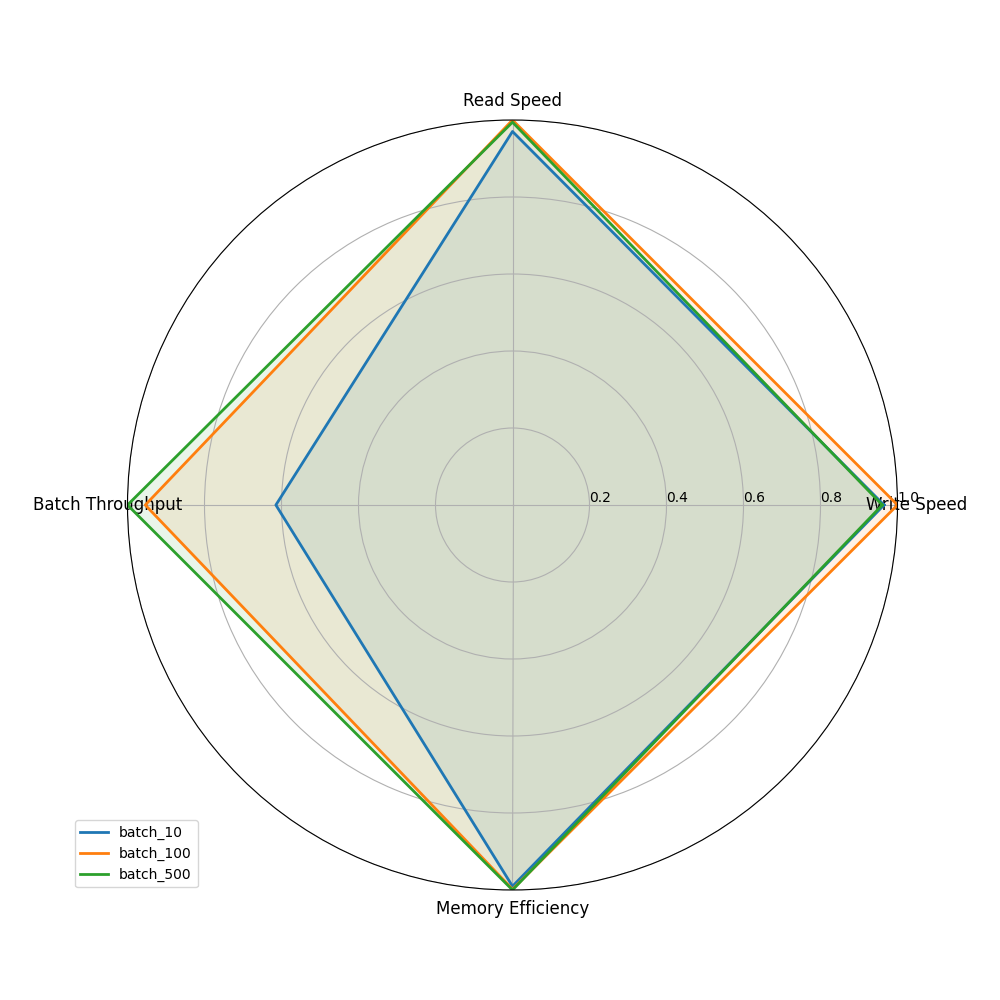 Read Speed
Batch Throughput
0.2
0.4
0.6
0.8
1.0
Write Speed
batch_10
batch_100
batch_500
Memory Efficiency